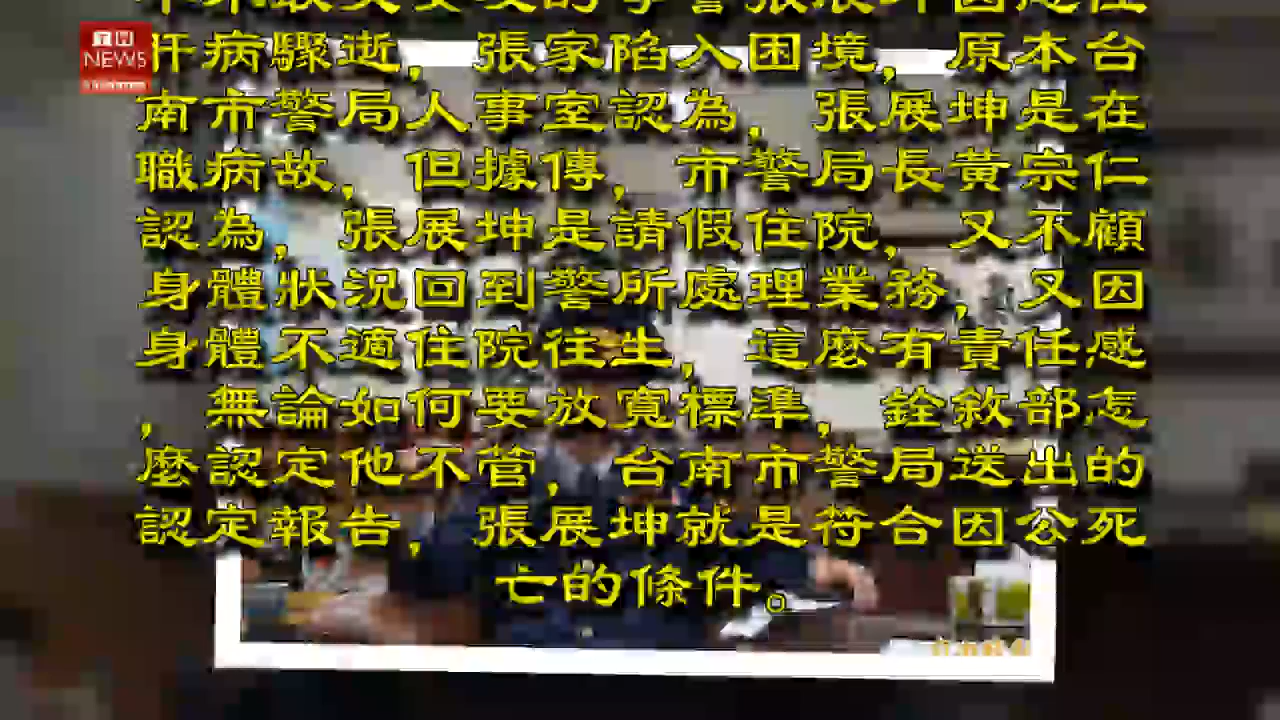 NEWS
肝病驟逝，張家陷入困境，原本台
南市警局人事室認為，張展坤是在
職病故，但據傳，市警局長黃宗仁
認為，張展坤是請假住院，又不顧
身體狀況回到警所處理業務，又因
身體不適住院往生，這麼有責任感
，無論如何要放寬標準，銓敘部怎
麼認定他不管，台南市警局送出的
認定報告，張展坤就是符合因公死
亡的條件。